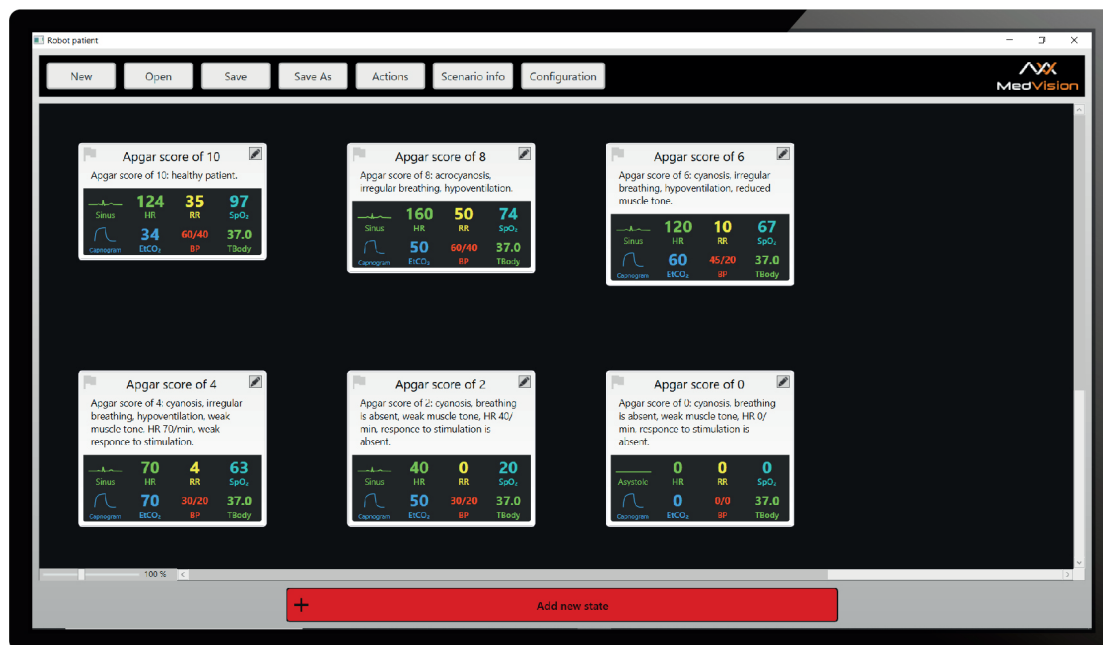 Robot patient
New Open Save Save As Actions Scenario info Configuration
MedVision
Apgar score of 10
Apgar score of 10: healthy patient.
124 35 97
Sinus HR RR SpO₂
34 60/40 37.0
Capnogram EtCO₂ BP TBody
Apgar score of 8
Apgar score of 8: acrocyanosis,
irregular breathing. hypoventilation.
160 50 74
Sinus HR RR SpO₂
50 60/40 37.0
Capnogram EtCO₂ BP TBody
Apgar score of 6
Apgar score of 6: cyanosis, irregular
breathing, hypoventilation, reduced
muscle tone.
120 10 67
Sinus HR RR SpO₂
60 45/20 37.0
Capnogram EtCO₂ BP TBody
Apgar score of 4
Apgar score of 4: cyanosis, irregular
breathing, hypoventilation, weak
muscle tone. HR 70/min, weak
responce to stimulation.
70 4 63
Sinus HR RR SpO₂
70 30/20 37.0
Capnogram EtCO₂ BP TBody
Apgar score of 2
Apgar score of 2: cyanosis, breathing
is absent, weak muscle tone, HR 40/
min, responce to stimulation is
absent.
40 0 20
Sinus HR RR SpO₂
50 30/20 37.0
Capnogram EtCO₂ BP TBody
Apgar score of 0
Apgar score of 0: cyanosis, breathing
is absent, weak muscle tone, HR 0/
min, responce to stimulation is
absent.
0 0 0
Asystole HR RR SpO₂
0 0/0 37.0
Capnogram EtCO₂ BP TBody
100 %
+ Add new state